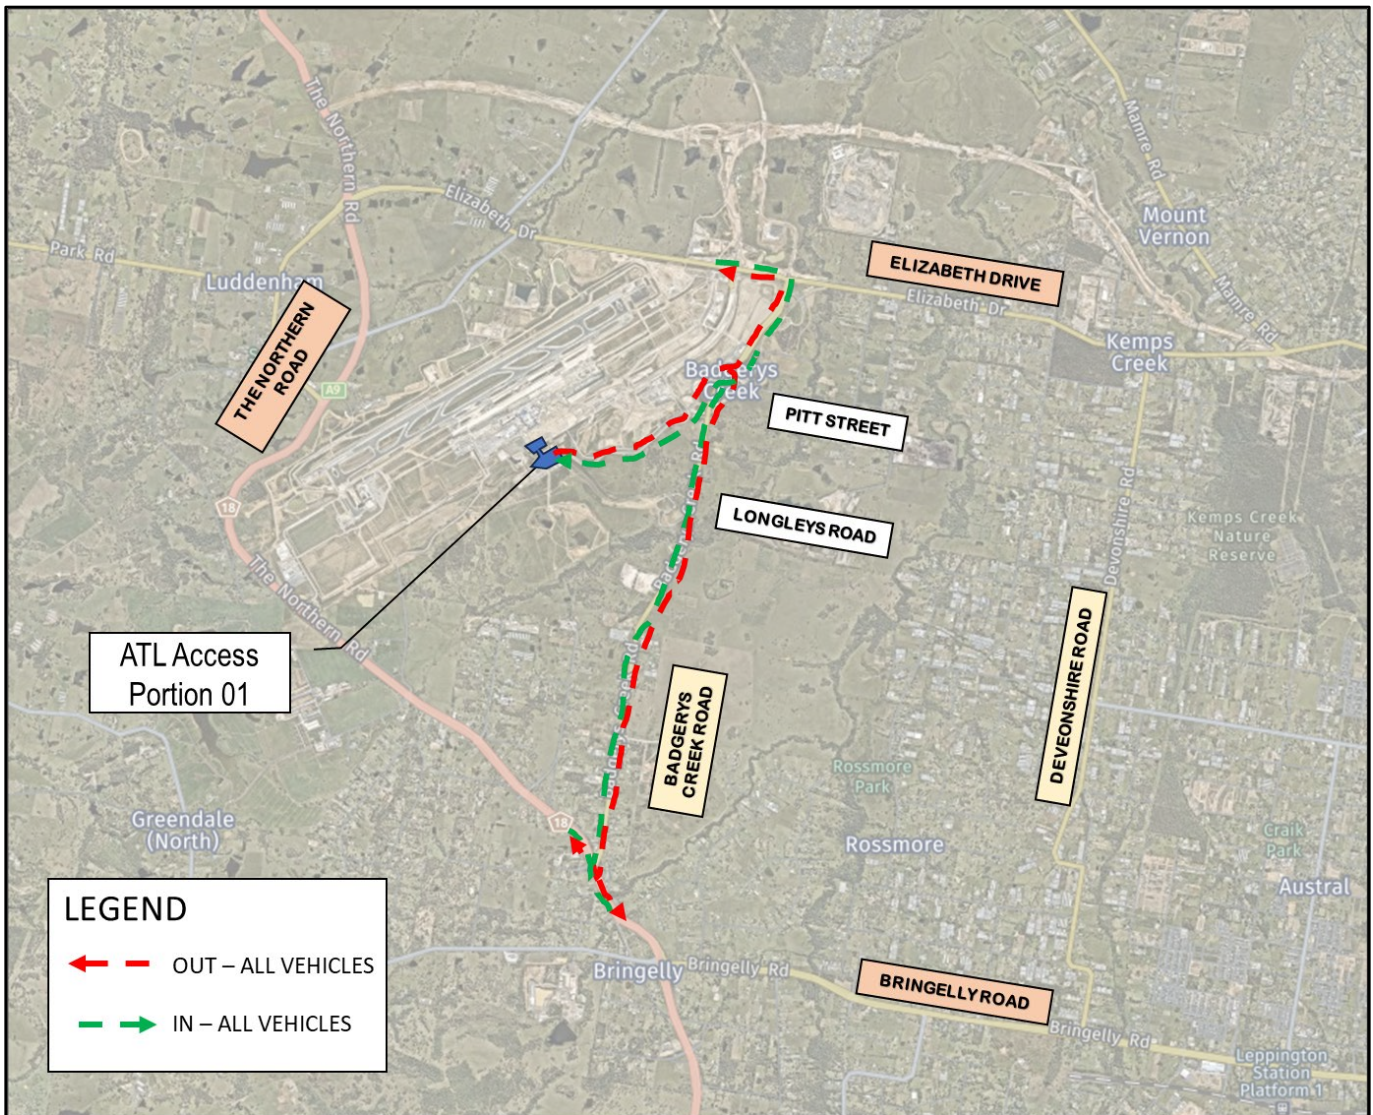 The Northern Rd
Mamre Rd
Mount
Vernon
Elizabeth Dr
Park Rd
Luddenham
ELIZABETH DRIVE
Elizabeth Dr
Mamre Rd
Kemps
Creek
THE NORTHERN
ROAD
A9
Badgerys
Creek
PITT STREET
18
LONGLEYS ROAD
Kemps Creek
Nature
Reserve
Devonshire Rd
The Northern Rd
ATL Access
Portion 01
BADGERYS
CREEK ROAD
DEVEONSHIRE ROAD
Rossmore
Park
Greendale
(North)
18
Rossmore
Craik
Park
Austral
LEGEND
OUT – ALL VEHICLES
IN – ALL VEHICLES
Bringelly
Bringelly Rd
BRINGELLY ROAD
Bringelly Rd
Leppington
Station
Platform 1